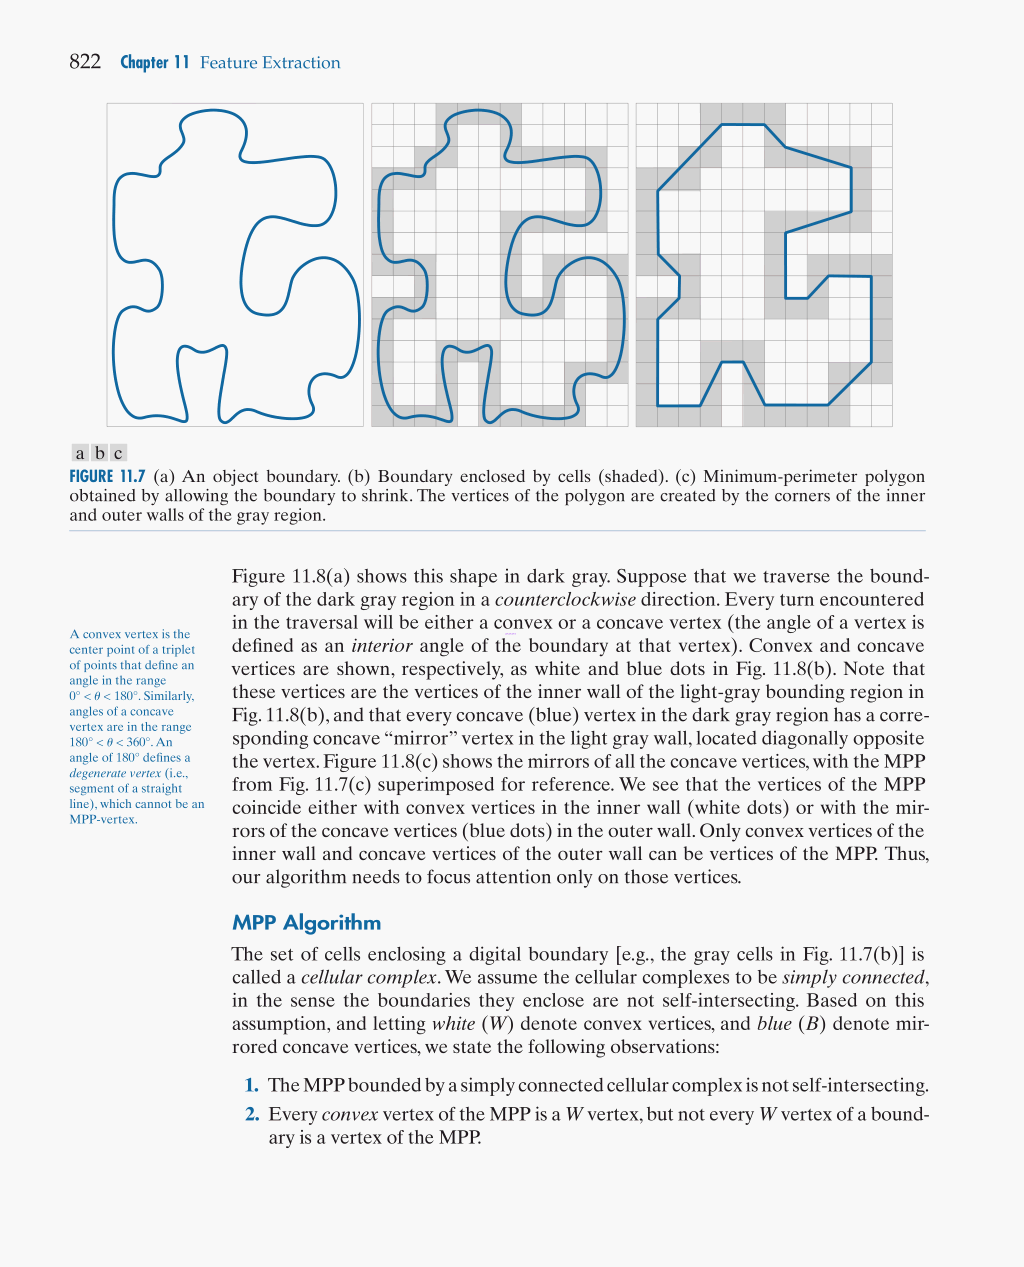 822 Chapter 11 Feature Extraction
a b c
FIGURE 11.7 (a) An object boundary. (b) Boundary enclosed by cells (shaded). (c) Minimum-perimeter polygon
obtained by allowing the boundary to shrink. The vertices of the polygon are created by the corners of the inner
and outer walls of the gray region.
Figure 11.8(a) shows this shape in dark gray. Suppose that we traverse the bound-
ary of the dark gray region in a counterclockwise direction. Every turn encountered
in the traversal will be either a convex or a concave vertex (the angle of a vertex is
defined as an interior angle of the boundary at that vertex). Convex and concave
vertices are shown, respectively, as white and blue dots in Fig. 11.8(b). Note that
these vertices are the vertices of the inner wall of the light-gray bounding region in
Fig. 11.8(b), and that every concave (blue) vertex in the dark gray region has a corre-
sponding concave “mirror” vertex in the light gray wall, located diagonally opposite
the vertex. Figure 11.8(c) shows the mirrors of all the concave vertices, with the MPP
from Fig. 11.7(c) superimposed for reference. We see that the vertices of the MPP
coincide either with convex vertices in the inner wall (white dots) or with the mir-
rors of the concave vertices (blue dots) in the outer wall. Only convex vertices of the
inner wall and concave vertices of the outer wall can be vertices of the MPP. Thus,
our algorithm needs to focus attention only on those vertices.
A convex vertex is the
center point of a triplet
of points that define an
angle in the range
0° < θ < 180°. Similarly,
angles of a concave
vertex are in the range
180° < θ < 360°. An
angle of 180° defines a
degenerate vertex (i.e.,
segment of a straight
line), which cannot be an
MPP-vertex.
MPP Algorithm
The set of cells enclosing a digital boundary [e.g., the gray cells in Fig. 11.7(b)] is
called a cellular complex. We assume the cellular complexes to be simply connected,
in the sense the boundaries they enclose are not self-intersecting. Based on this
assumption, and letting white (W) denote convex vertices, and blue (B) denote mir-
rored concave vertices, we state the following observations:
1. The MPP bounded by a simply connected cellular complex is not self-intersecting.
2. Every convex vertex of the MPP is a W vertex, but not every W vertex of a bound-
ary is a vertex of the MPP.